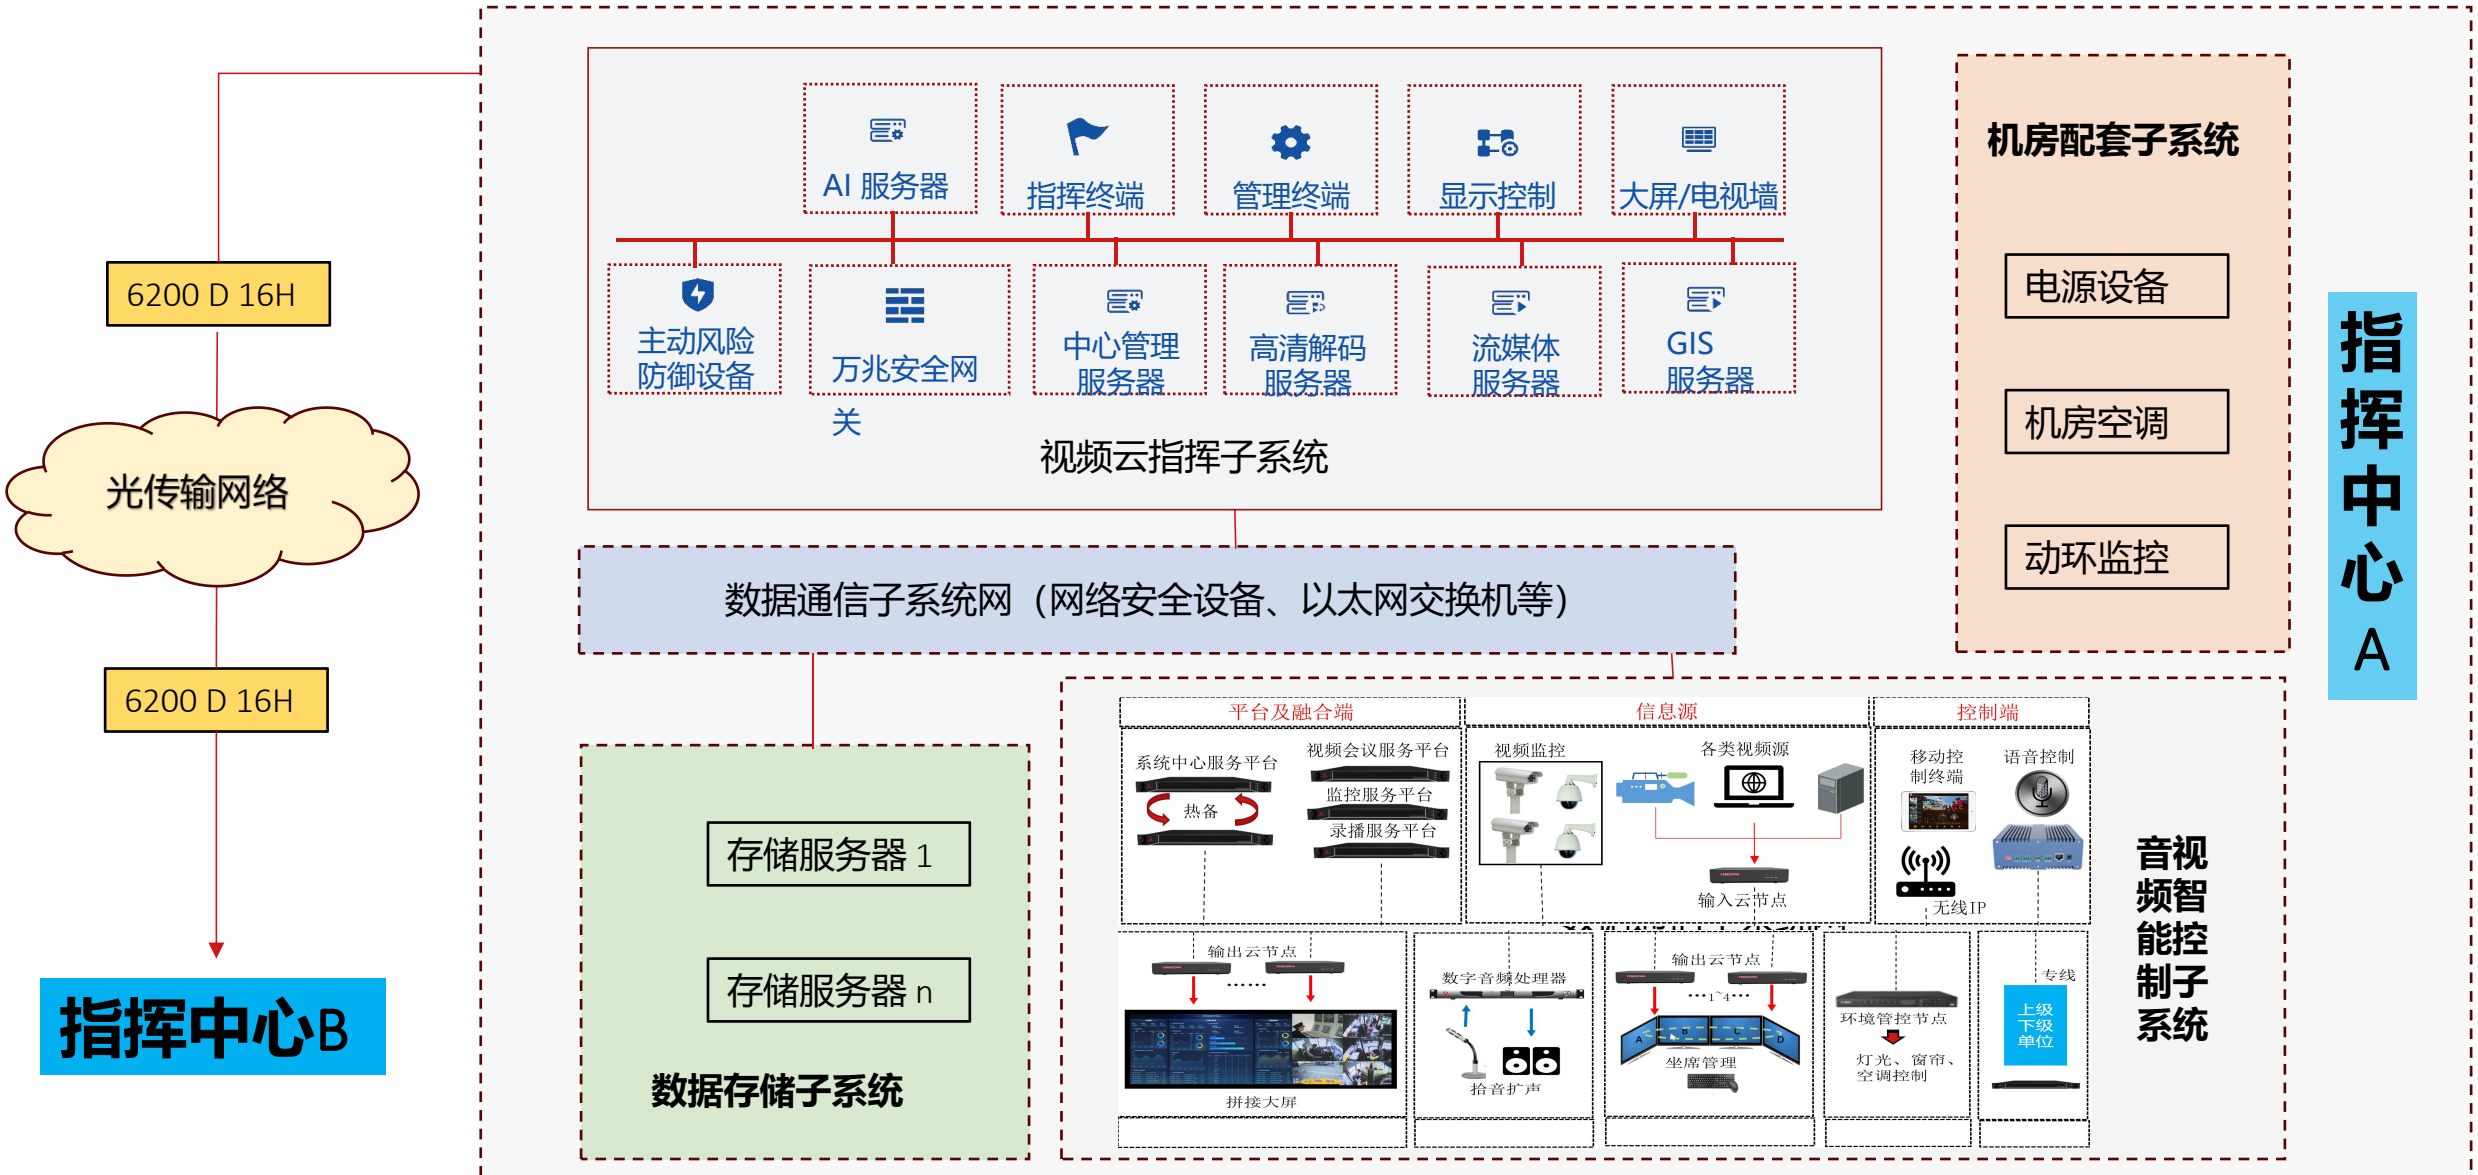 6200 D 16H
光传输网络
6200 D 16H
指挥中心B
AI 服务器
指挥终端
管理终端
显示控制
大屏/电视墙
主动风险
防御设备
万兆安全网
关
中心管理
服务器
高清解码
服务器
流媒体
服务器
GIS
服务器
视频云指挥子系统
数据通信子系统网（网络安全设备、以太网交换机等）
机房配套子系统
电源设备
机房空调
动环监控
指
挥
中
心
A
存储服务器 1
存储服务器 n
数据存储子系统
平台及融合端
信息源
控制端
系统中心服务平台
热备
视频会议服务平台
监控服务平台
录播服务平台
视频监控
各类视频源
输入云节点
移动控
制终端
语音控制
无线IP
输出云节点
……
拼接大屏
数字音频处理器
拾音扩声
输出云节点
…1~4…
A
B
C
D
坐席管理
环境管控节点
灯光、窗帘、
空调控制
专线
上级
下级
单位
音视
频智
能控
制子
系统